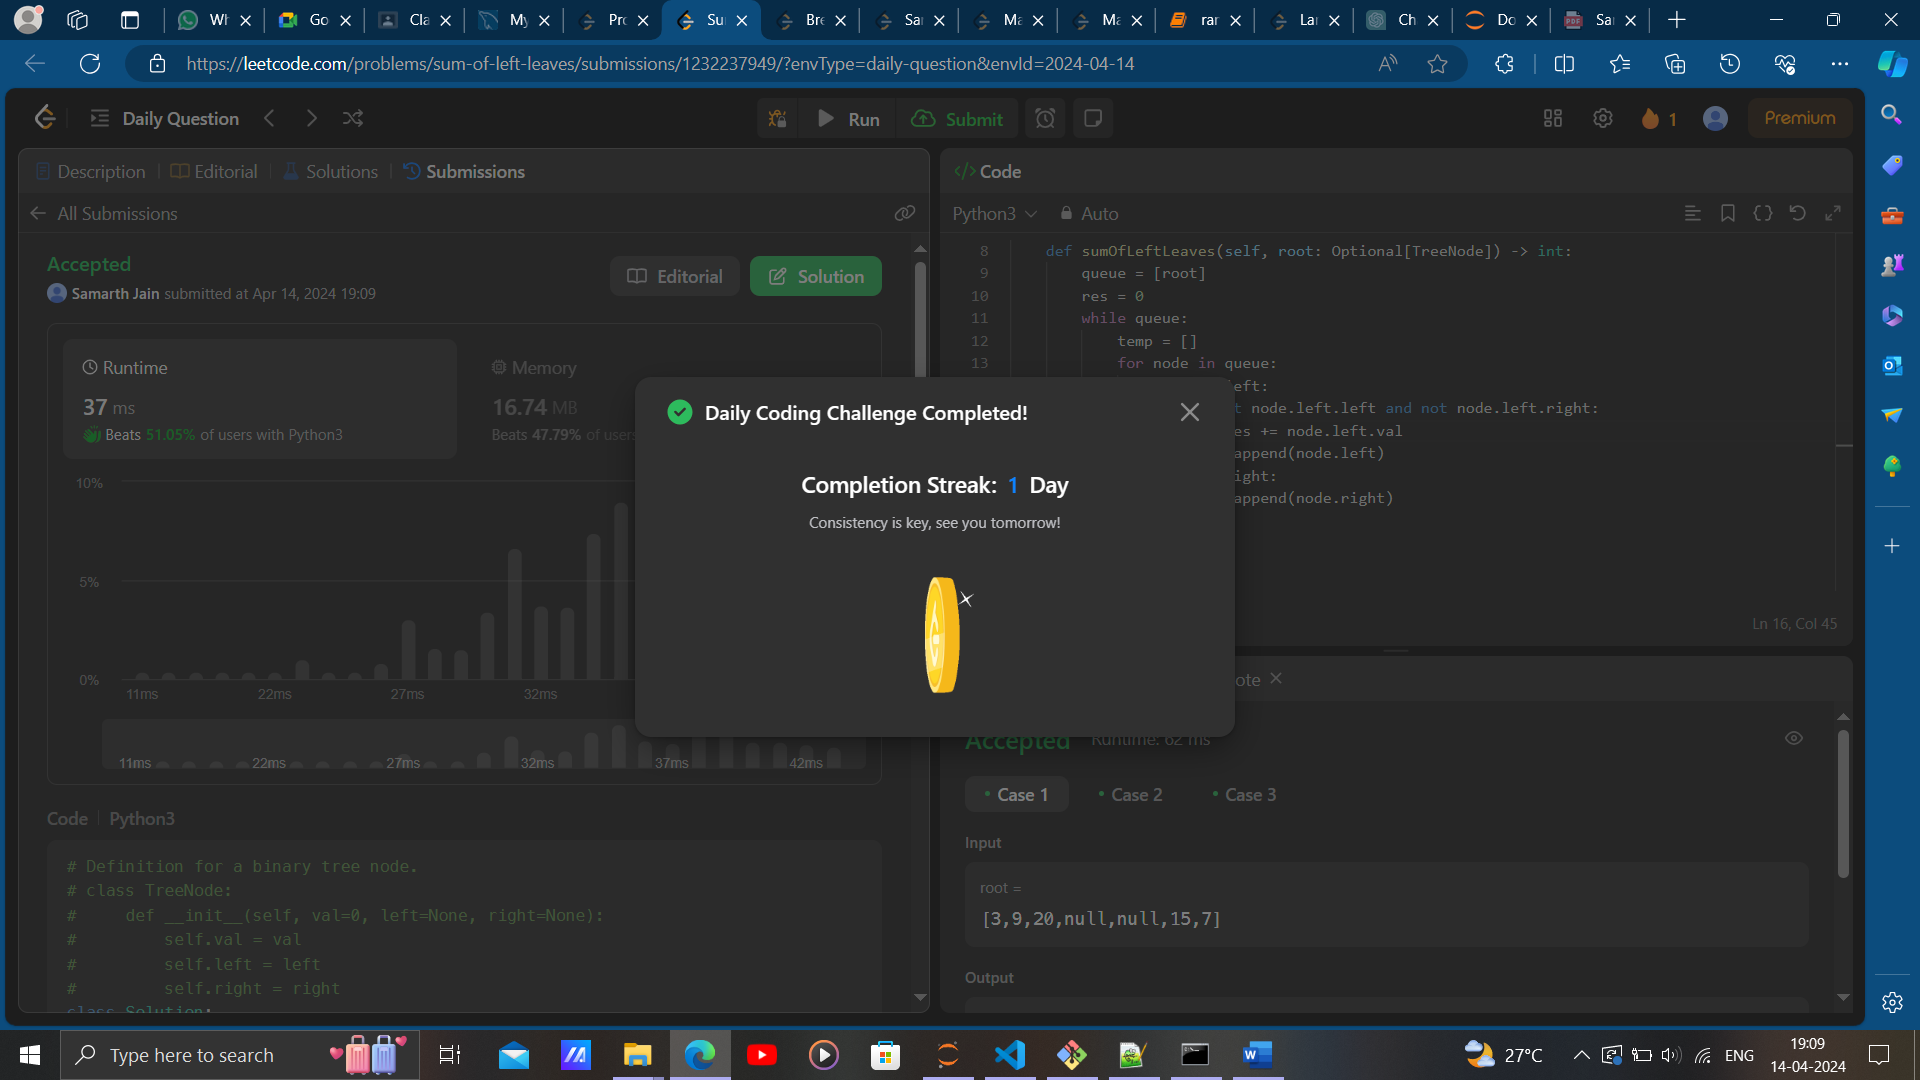 Wh
Go
Cla
My
Pro
Su
Bre
Sar
Ma
Ma
rar
Lar
Ch
Do
Sa
https://leetcode.com/problems/sum-of-left-leaves/submissions/1232237949/?envType=daily-question&envId=2024-04-14
Daily Question
Run
Submit
1
Premium
Description
Editorial
Solutions
Submissions
All Submissions
Accepted
Samarth Jain submitted at Apr 14, 2024 19:09
Editorial
Solution
Runtime
37 ms
Beats 51.05% of users with Python3
Memory
16.74 MB
Beats 47.79% of users
10%
5%
0%
11ms
22ms
27ms
32ms
11ms
22ms
27ms
32ms
37ms
42ms
Code
Python3
# Definition for a binary tree node.
# class TreeNode:
#     def __init__(self, val=0, left=None, right=None):
#         self.val = val
#         self.left = left
#         self.right = right
class Solution:
Daily Coding Challenge Completed!
Completion Streak: 1 Day
Consistency is key, see you tomorrow!
Code
Python3
Auto
8 def sumOfLeftLeaves(self, root: Optional[TreeNode]) -> int:
9 queue = [root]
10 res = 0
11 while queue:
12 temp = []
13 for node in queue:
eft:
t node.left.left and not node.left.right:
es += node.left.val
append(node.left)
ight:
append(node.right)
Ln 16, Col 45
ote
Accepted
Runtime: 62 ms
Case 1
Case 2
Case 3
Input
root =
[3,9,20,null,null,15,7]
Output
Type here to search
27°C
ENG
19:09
14-04-2024